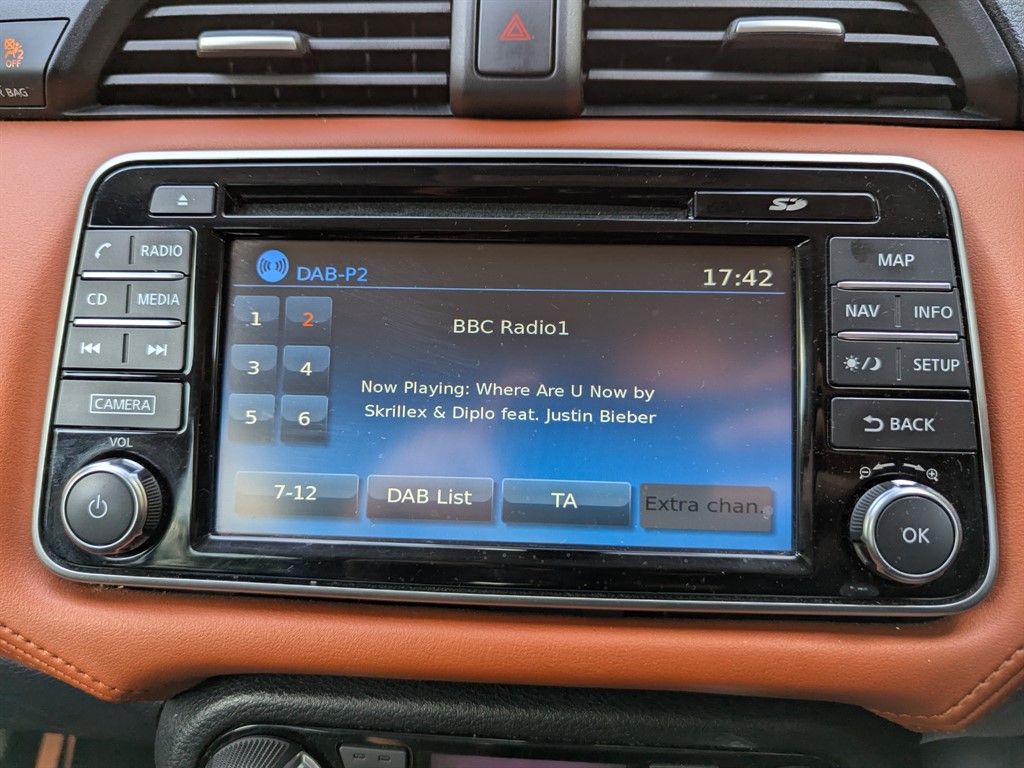 OFF
BAG
RADIO
CD MEDIA
CAMERA
VOL
SD
DAB-P2 17:42
BBC Radio1
1 2
3 4
5 6
Now Playing: Where Are U Now by
Skrillex & Diplo feat. Justin Bieber
7-12 DAB List TA Extra chan.
MAP
NAV INFO
SETUP
BACK
OK